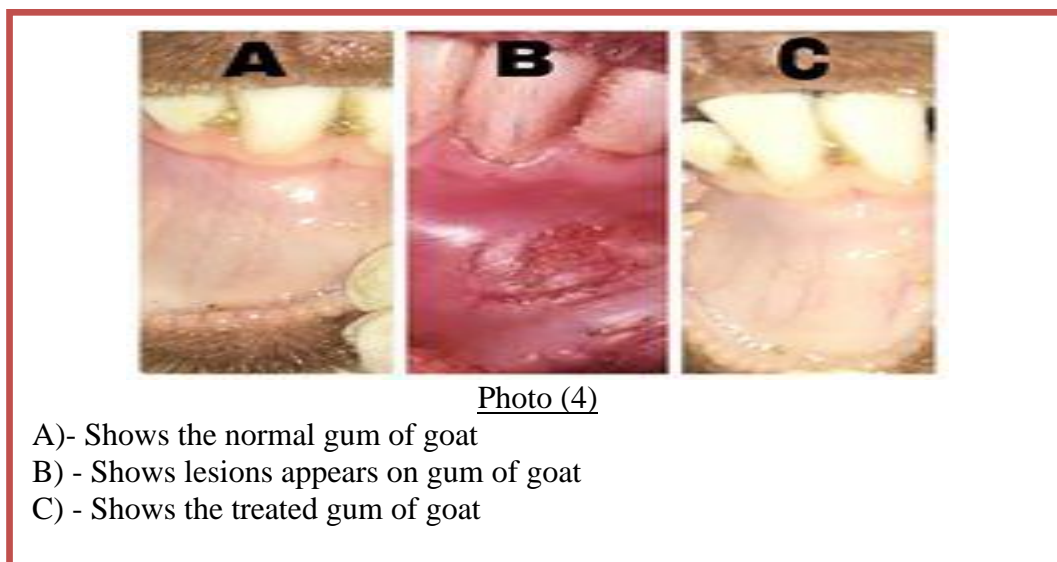 A B C
Photo (4)
A)- Shows the normal gum of goat
B) - Shows lesions appears on gum of goat
C) - Shows the treated gum of goat